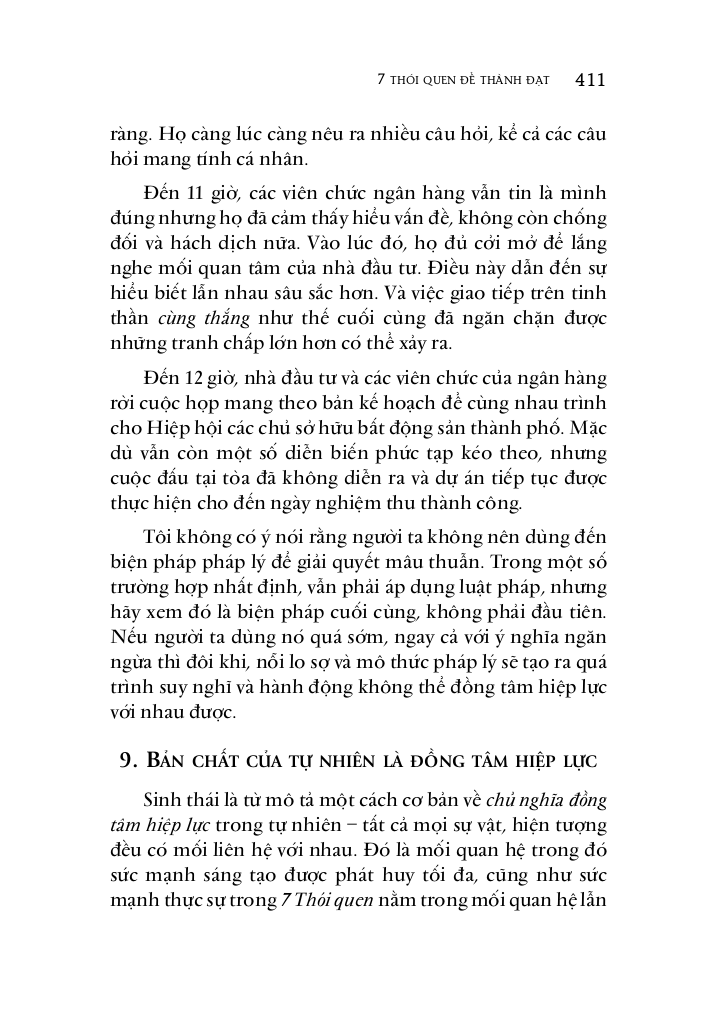 7 THÓI QUEN ĐỂ THÀNH ĐẠT 411
ràng. Họ càng lúc càng nêu ra nhiều câu hỏi, kể cả các câu
hỏi mang tính cá nhân.
Đến 11 giờ, các viên chức ngân hàng vẫn tin là mình
đúng nhưng họ đã cảm thấy hiểu vấn đề, không còn chống
đối và hách dịch nữa. Vào lúc đó, họ đủ cởi mở để lắng
nghe mối quan tâm của nhà đầu tư. Điều này dẫn đến sự
hiểu biết lẫn nhau sâu sắc hơn. Và việc giao tiếp trên tinh
thần cùng thắng như thế cuối cùng đã ngăn chặn được
những tranh chấp lớn hơn có thể xảy ra.
Đến 12 giờ, nhà đầu tư và các viên chức của ngân hàng
rời cuộc họp mang theo bản kế hoạch để cùng nhau trình
cho Hiệp hội các chủ sở hữu bất động sản thành phố. Mặc
dù vẫn còn một số diễn biến phức tạp kéo theo, nhưng
cuộc đấu tại tòa đã không diễn ra và dự án tiếp tục được
thực hiện cho đến ngày nghiệm thu thành công.
Tôi không có ý nói rằng người ta không nên dùng đến
biện pháp pháp lý để giải quyết mâu thuẫn. Trong một số
trường hợp nhất định, vẫn phải áp dụng luật pháp, nhưng
hãy xem đó là biện pháp cuối cùng, không phải đầu tiên.
Nếu người ta dùng nó quá sớm, ngay cả với ý nghĩa ngăn
ngừa thì đôi khi, nỗi lo sợ và mô thức pháp lý sẽ tạo ra quá
trình suy nghĩ và hành động không thể đồng tâm hiệp lực
với nhau được.
9. BẢN CHẤT CỦA TỰ NHIÊN LÀ ĐỒNG TÂM HIỆP LỰC
Sinh thái là từ mô tả một cách cơ bản về chủ nghĩa đồng
tâm hiệp lực trong tự nhiên – tất cả mọi sự vật, hiện tượng
đều có mối liên hệ với nhau. Đó là mối quan hệ trong đó
sức mạnh sáng tạo được phát huy tối đa, cũng như sức
mạnh thực sự trong 7 Thói quen nằm trong mối quan hệ lẫn